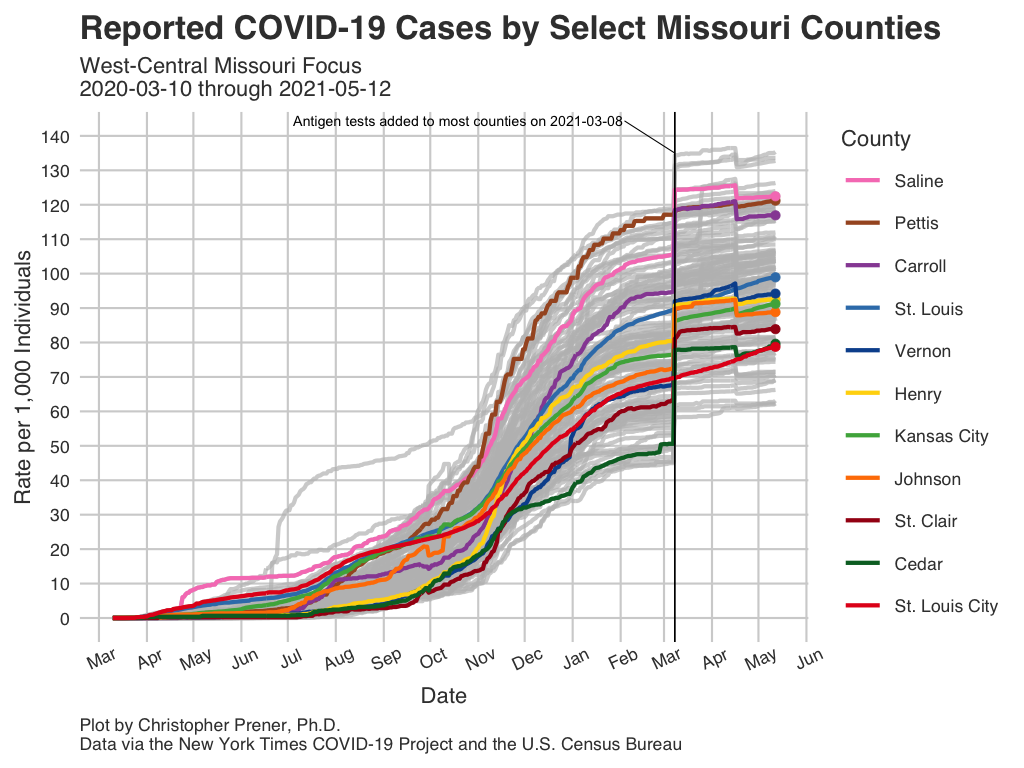 Reported COVID-19 Cases by Select Missouri Counties
West-Central Missouri Focus
2020-03-10 through 2021-05-12
Antigen tests added to most counties on 2021-03-08
Rate per 1,000 Individuals
140
130
120
110
100
90
80
70
60
50
40
30
20
10
0
Mar Apr May Jun Jul Aug Sep Oct Nov Dec Jan Feb Mar Apr May Jun
Date
County
Saline
Pettis
Carroll
St. Louis
Vernon
Henry
Kansas City
Johnson
St. Clair
Cedar
St. Louis City
Plot by Christopher Prener, Ph.D.
Data via the New York Times COVID-19 Project and the U.S. Census Bureau